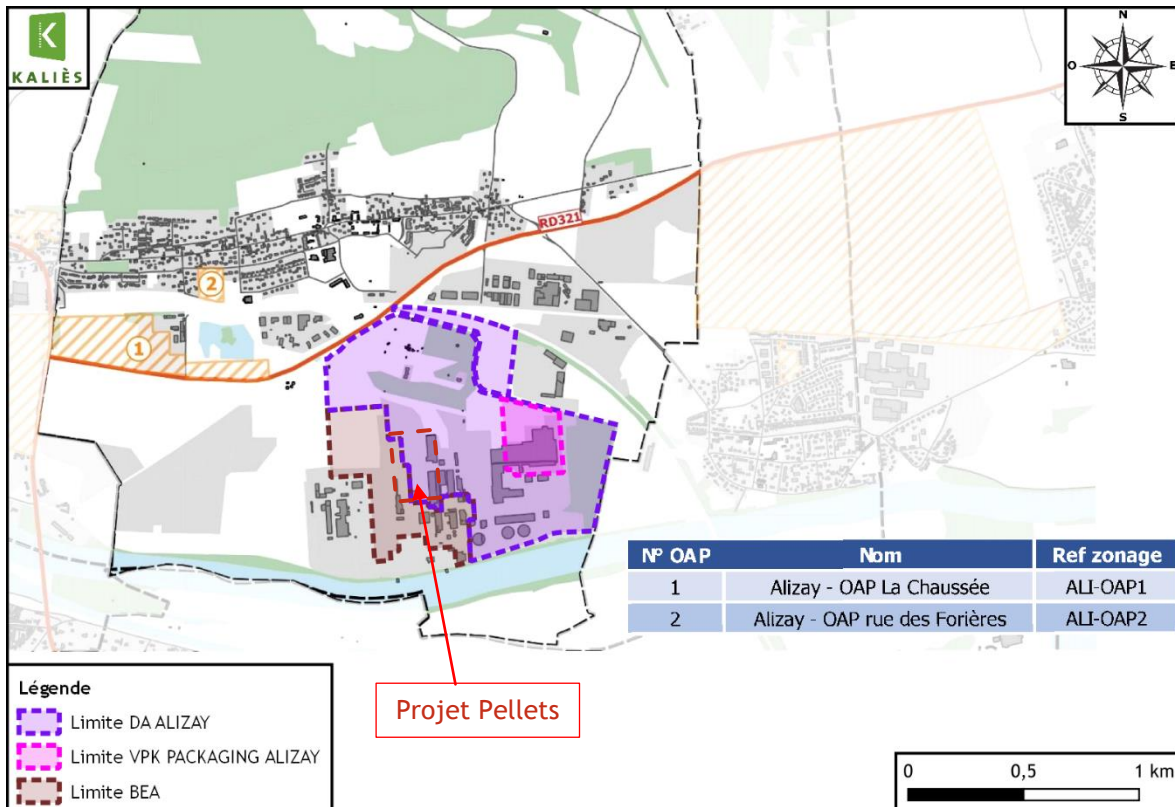 K
KALIÈS
N
O
E
S
RD321
2
1
N° OAP Nom Ref zonage
1 Alizay - OAP La Chaussée ALI-OAP1
2 Alizay - OAP rue des Forières ALI-OAP2
Projet Pellets
Légende
Limite DA ALIZAY
Limite VPK PACKAGING ALIZAY
Limite BEA
0 0,5 1 km